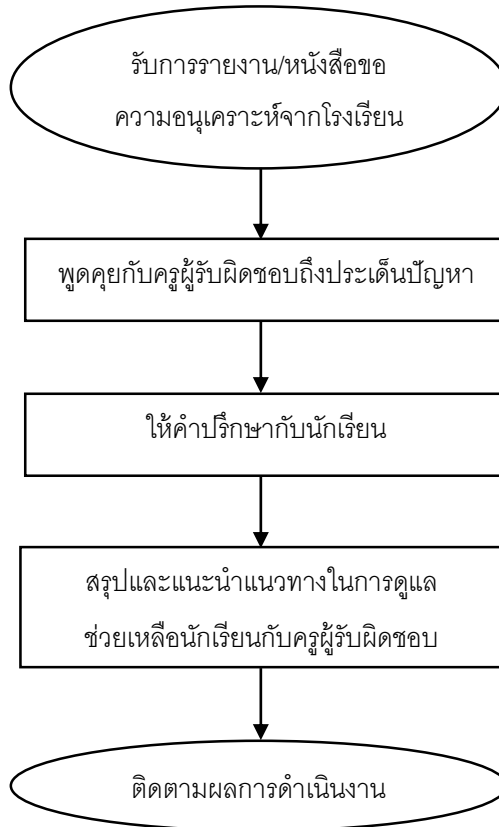 รับการรายงาน/หนังสือขอ
ความอนุเคราะห์จากโรงเรียน
พูดคุยกับครูผู้รับผิดชอบถึงประเด็นปัญหา
ให้คำปรึกษากับนักเรียน
สรุปและแนะนำแนวทางในการดูแล
ช่วยเหลือนักเรียนกับครูผู้รับผิดชอบ
ติดตามผลการดำเนินงาน